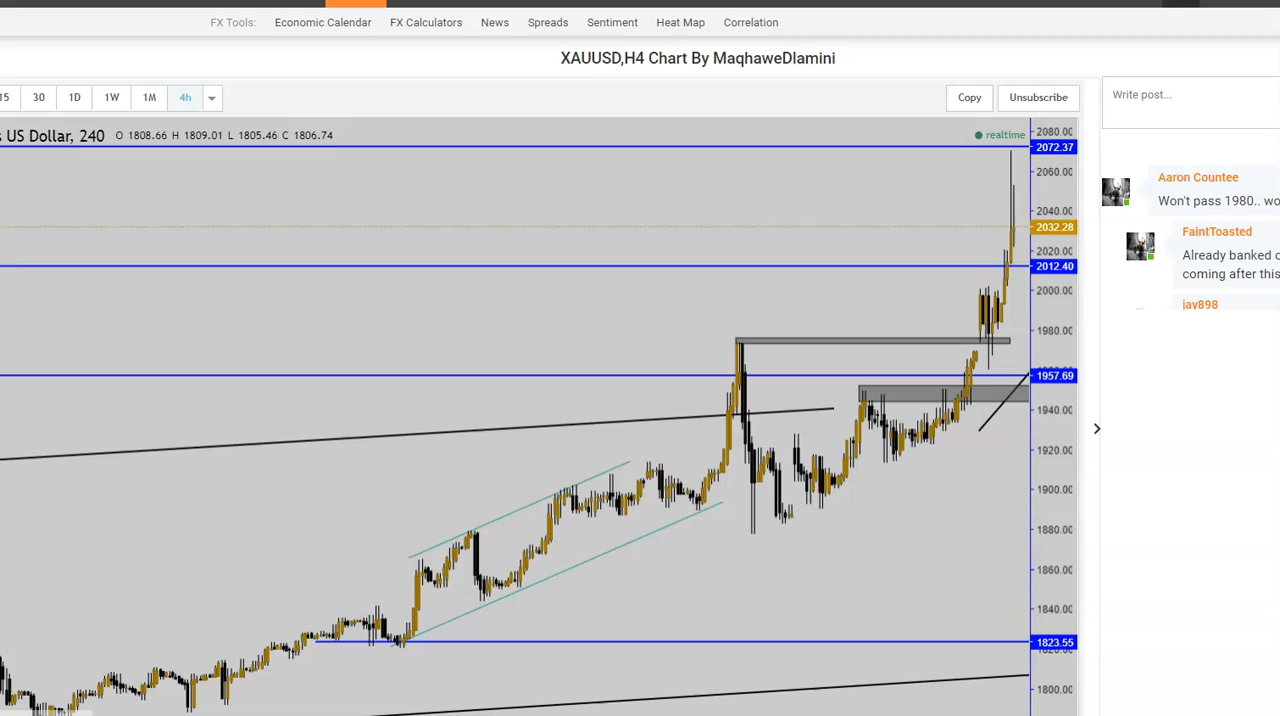 FX Tools: Economic Calendar FX Calculators News Spreads Sentiment Heat Map Correlation
XAUUSD,H4 Chart By MaqhaweDlamini
15 30 1D 1W 1M 4h Copy Unsubscribe
Write post...
s US Dollar, 240 O 1808.66 H 1809.01 L 1805.46 C 1806.74
realtime
2080.00
2072.37
2060.00
2040.00
2032.28
2020.00
2012.40
2000.00
1980.00
1957.69
1940.00
1920.00
1900.00
1880.00
1860.00
1840.00
1823.55
1820.00
1800.00
Aaron Countee
Won't pass 1980.. wo
FaintToasted
Already banked
coming after this
jay898